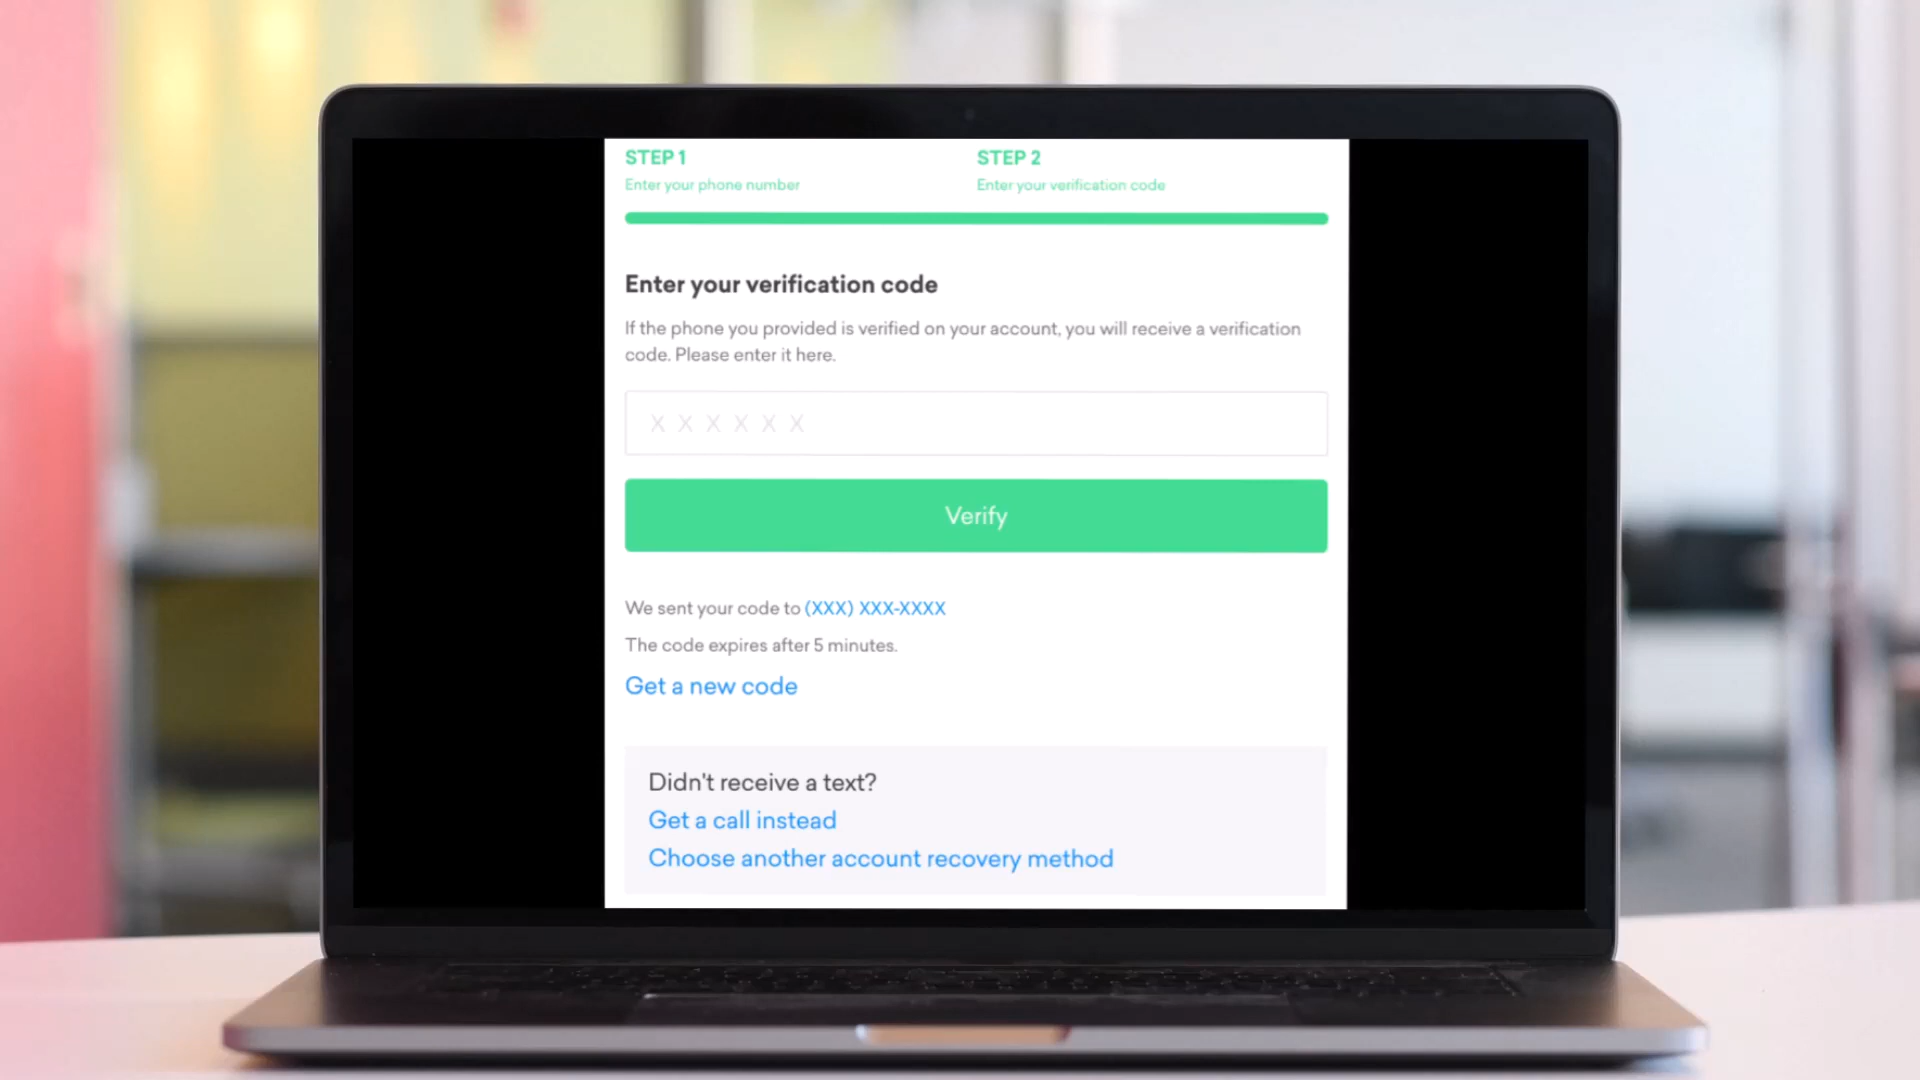 STEP 1
Enter your phone number
STEP 2
Enter your verification code
Enter your verification code
If the phone you provided is verified on your account, you will receive a verification
code. Please enter it here.
X X X X X X
Verify
We sent your code to (XXX) XXX-XXXX
The code expires after 5 minutes.
Get a new code
Didn't receive a text?
Get a call instead
Choose another account recovery method